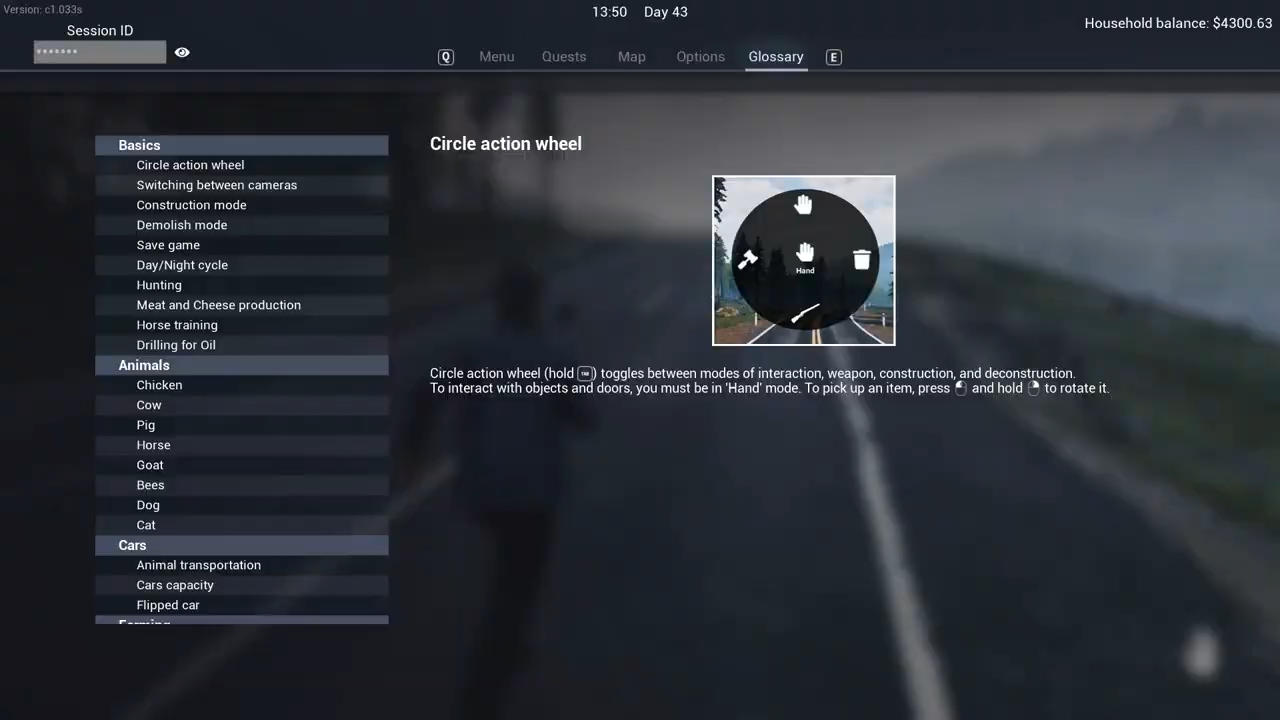 Version: c1.033s
13:50 Day 43
Household balance: $4300.63
Session ID
*******
Q Menu Quests Map Options Glossary E
Basics
Circle action wheel
Switching between cameras
Construction mode
Demolish mode
Save game
Day/Night cycle
Hunting
Meat and Cheese production
Horse training
Drilling for Oil
Animals
Chicken
Cow
Pig
Horse
Goat
Bees
Dog
Cat
Cars
Animal transportation
Cars capacity
Flipped car
Farming
Circle action wheel
Hand
Circle action wheel (hold TAB) toggles between modes of interaction, weapon, construction, and deconstruction.
To interact with objects and doors, you must be in 'Hand' mode. To pick up an item, press and hold to rotate it.